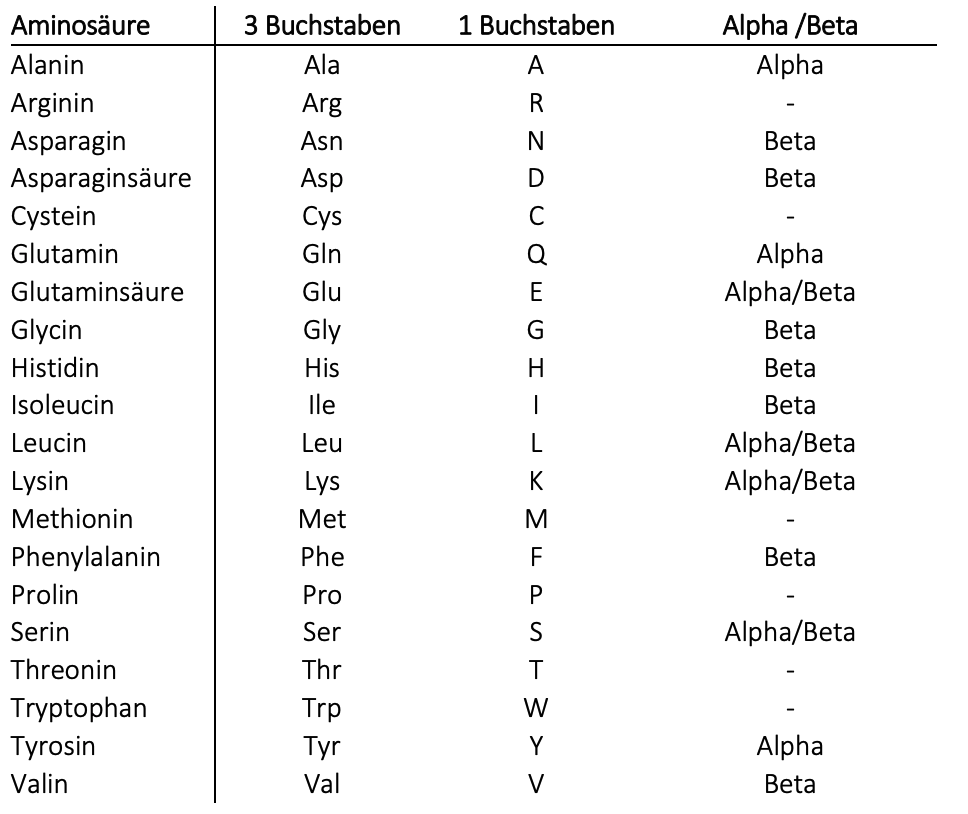 Aminosäure 3 Buchstaben 1 Buchstaben Alpha /Beta
Alanin Ala A Alpha
Arginin Arg R -
Asparagin Asn N Beta
Asparaginsäure Asp D Beta
Cystein Cys C -
Glutamin Gln Q Alpha
Glutaminsäure Glu E Alpha/Beta
Glycin Gly G Beta
Histidin His H Beta
Isoleucin Ile I Beta
Leucin Leu L Alpha/Beta
Lysin Lys K Alpha/Beta
Methionin Met M -
Phenylalanin Phe F Beta
Prolin Pro P -
Serin Ser S Alpha/Beta
Threonin Thr T -
Tryptophan Trp W -
Tyrosin Tyr Y Alpha
Valin Val V Beta